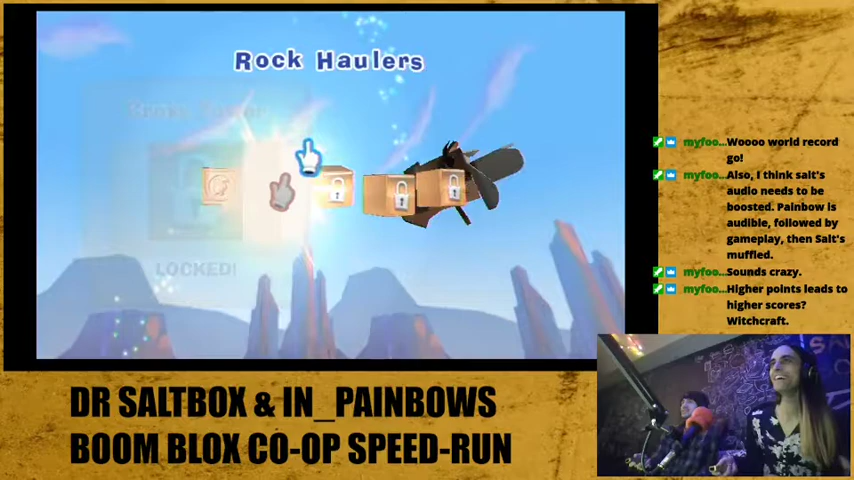 Rock Haulers
LOCKED!
myfoo... Woooo world record
go!
myfoo... Also, I think salt's
audio needs to be
boosted. Painbow is
audible, followed by
gameplay, then Salt's
muffled.
myfoo... Sounds crazy.
myfoo... Higher points leads to
higher scores?
Witchcraft.
DR SALTBOX & IN_PAINBOWS
BOOM BLOX CO-OP SPEED-RUN